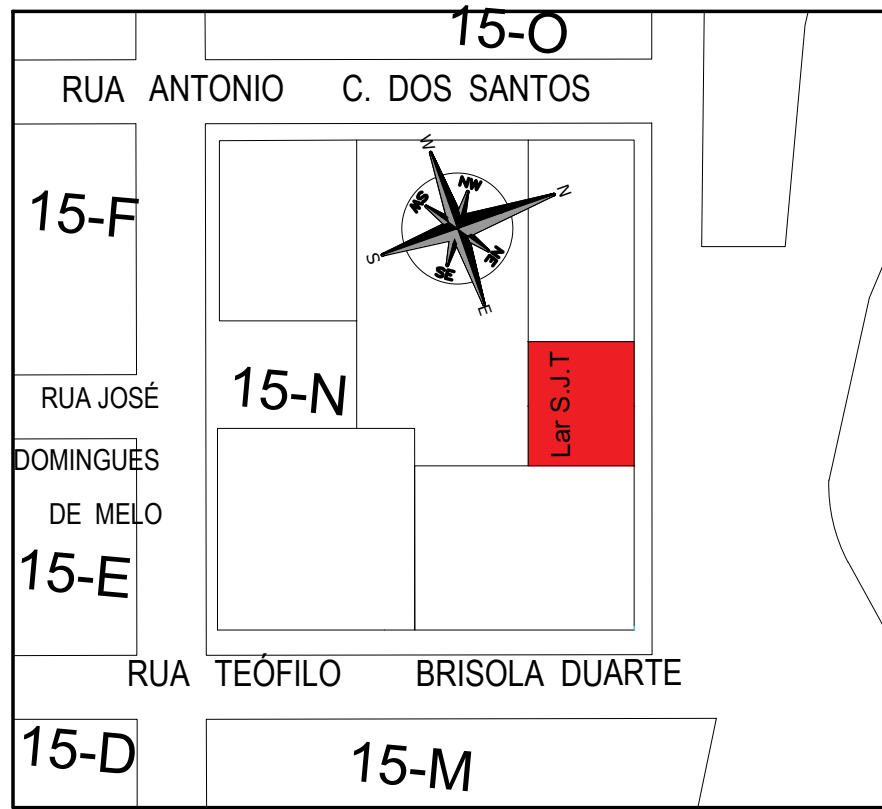 15-O
RUA ANTONIO C. DOS SANTOS
15-F
W
NW
N
SW
S
SE
NE
E
Lar S.J.T
15-N
RUA JOSÉ
DOMINGUES
DE MELO
15-E
RUA TEÓFILO BRISOLA DUARTE
15-D
15-M